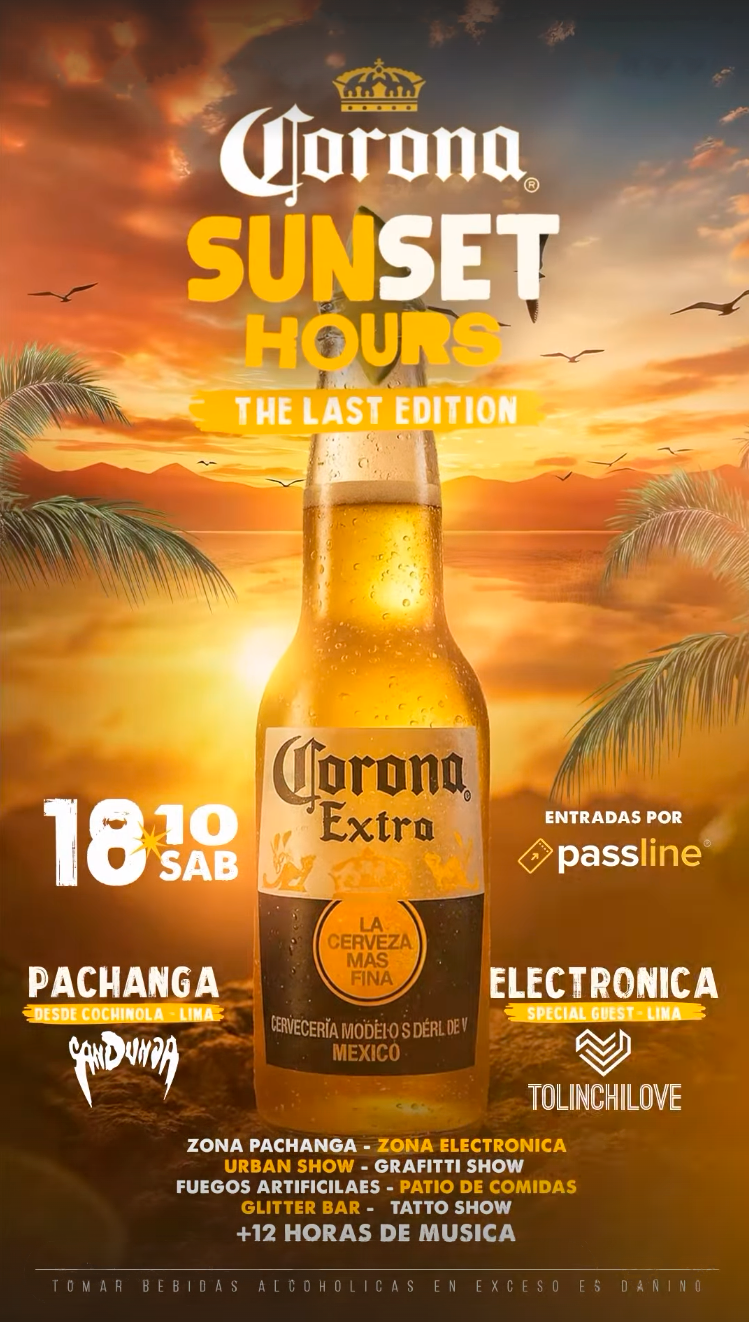 Corona®
SUNSET
HOURS
THE LAST EDITION
Corona®
Extra
LA
CERVEZA
MAS
FINA
CERVECERÍA MODELO S DÉRL DE V
MEXICO
18 10
SAB
ENTRADAS POR
passline®
PACHANGA
DESDE COCHINOLA - LIMA
SANDUNGA
ELECTRONICA
SPECIAL GUEST - LIMA
TOLINCHILOVE
ZONA PACHANGA - ZONA ELECTRONICA
URBAN SHOW - GRAFITTI SHOW
FUEGOS ARTIFICILAES - PATIO DE COMIDAS
GLITTER BAR - TATTO SHOW
+12 HORAS DE MUSICA
TOMAR BEBIDAS ALCOHOLICAS EN EXCESO ES DAÑINO